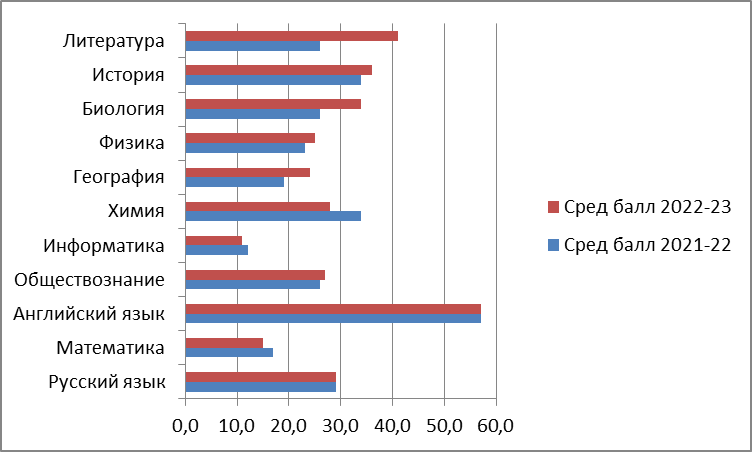 Литература
История
Биология
Физика
География
Химия
Информатика
Обществознание
Английский язык
Математика
Русский язык
0,0 10,0 20,0 30,0 40,0 50,0 60,0
Сред балл 2022-23
Сред балл 2021-22